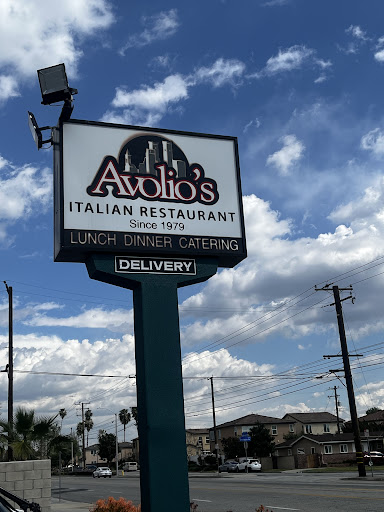 Avolio's
ITALIAN RESTAURANT
Since 1979
LUNCH DINNER CATERING
DELIVERY